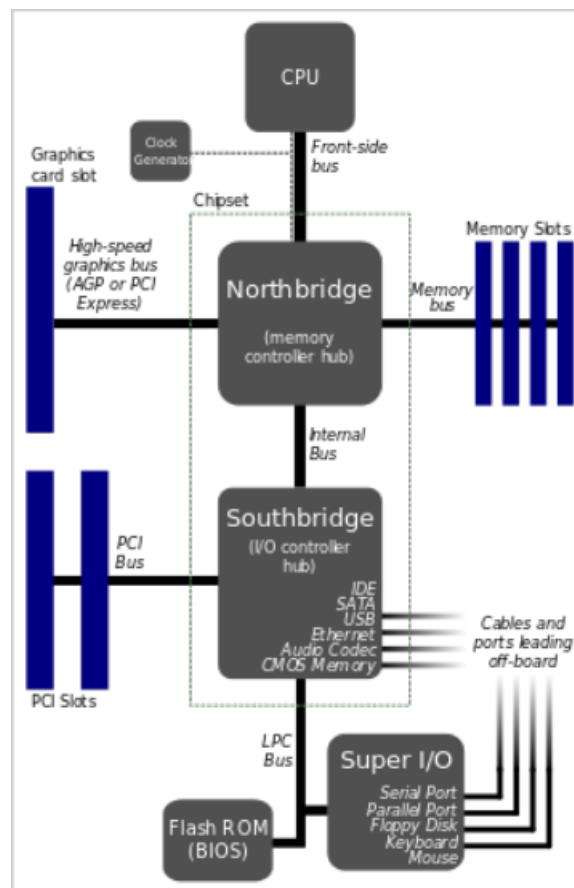 CPU
Clock
Generator
Front-side
bus
Graphics
card slot
Chipset
High-speed
graphics bus
(AGP or PCI
Express)
Northbridge
(memory
controller hub)
Memory Slots
Memory
bus
Internal
Bus
Southbridge
(I/O controller
hub)
PCI
Bus
IDE
SATA
USB
Ethernet
Audio Codec
CMOS Memory
Cables and
ports leading
off-board
PCI Slots
LPC
Bus
Super I/O
Serial Port
Parallel Port
Floppy Disk
Keyboard
Mouse
Flash ROM
(BIOS)